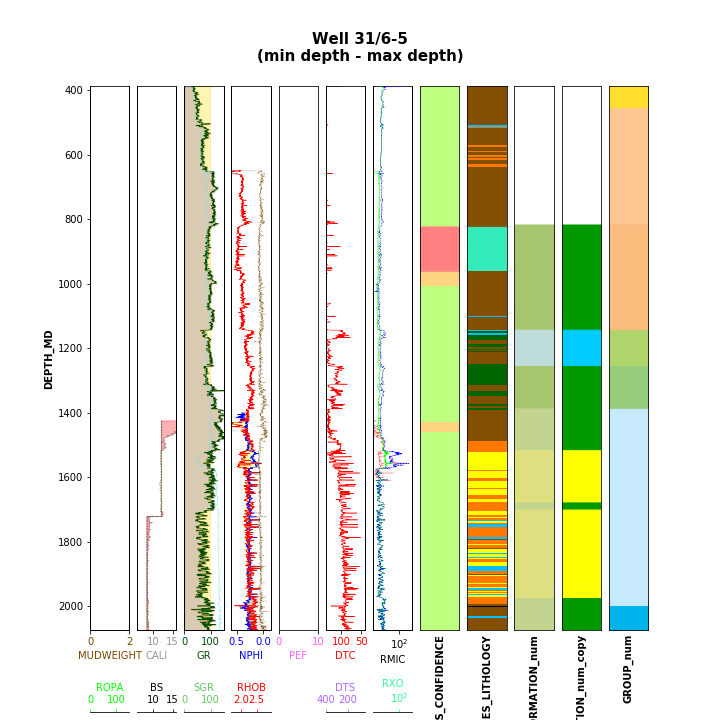 Well 31/6-5
(min depth - max depth)
400
600
800
1000
1200
1400
1600
1800
2000
DEPTH_MD
0 2 10 15 0 100 0.5 0.0 0 10 100 50 10²
MUDWEIGHT CALI GR NPHI PEF DTC RMIC
ROPA BS SGR RHOB DTS RXO
0 100 10 15 0 100 2.0 2.5 400 200 10²
S_CONFIDENCE
ES_LITHOLOGY
RMATION_num
TION_num_copy
GROUP_num